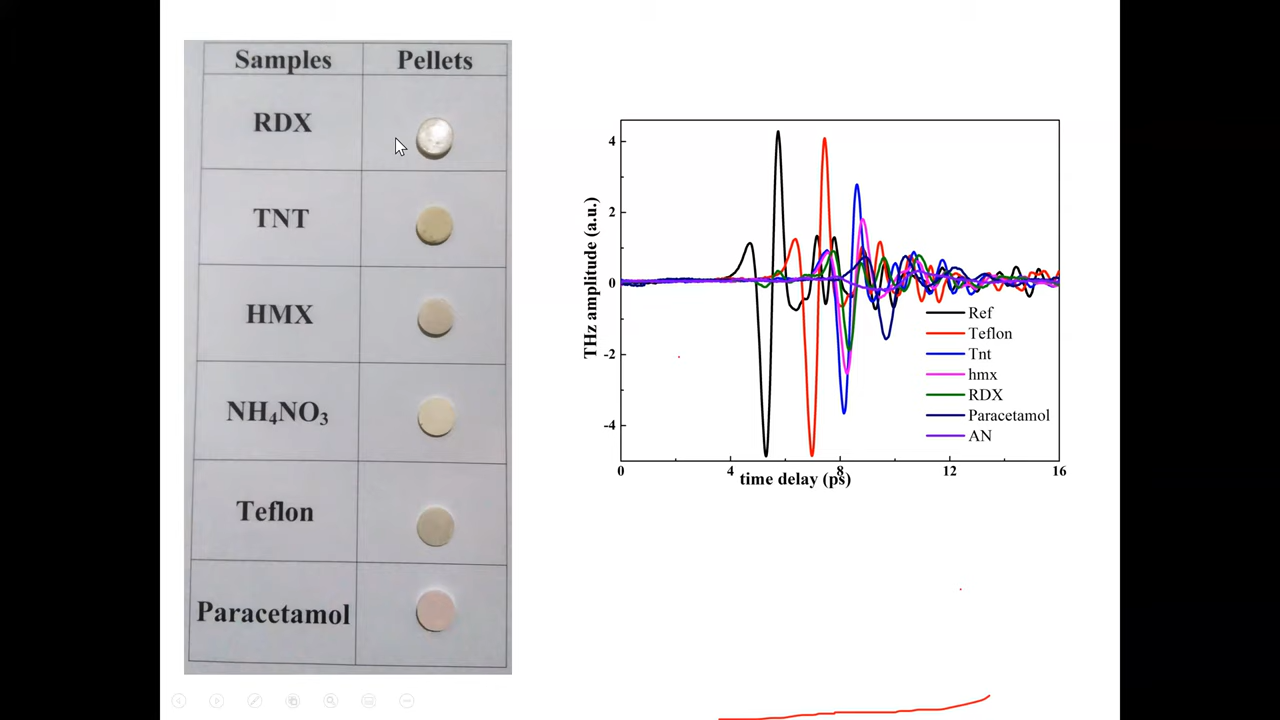 Samples Pellets
RDX
TNT
HMX
NH₄NO₃
Teflon
Paracetamol
THz amplitude (a.u.)
4
2
0
-2
-4
0 4 8 12 16
time delay (ps)
Ref
Teflon
Tnt
hmx
RDX
Paracetamol
AN